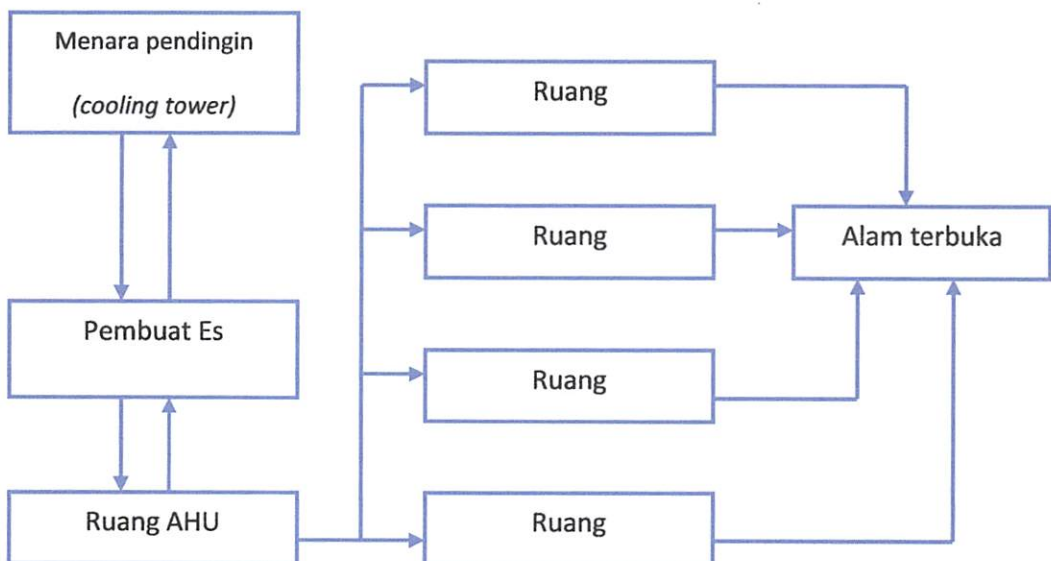 Menara pendingin
(cooling tower)
Pembuat Es
Ruang AHU
Ruang
Ruang
Ruang
Ruang
Alam terbuka